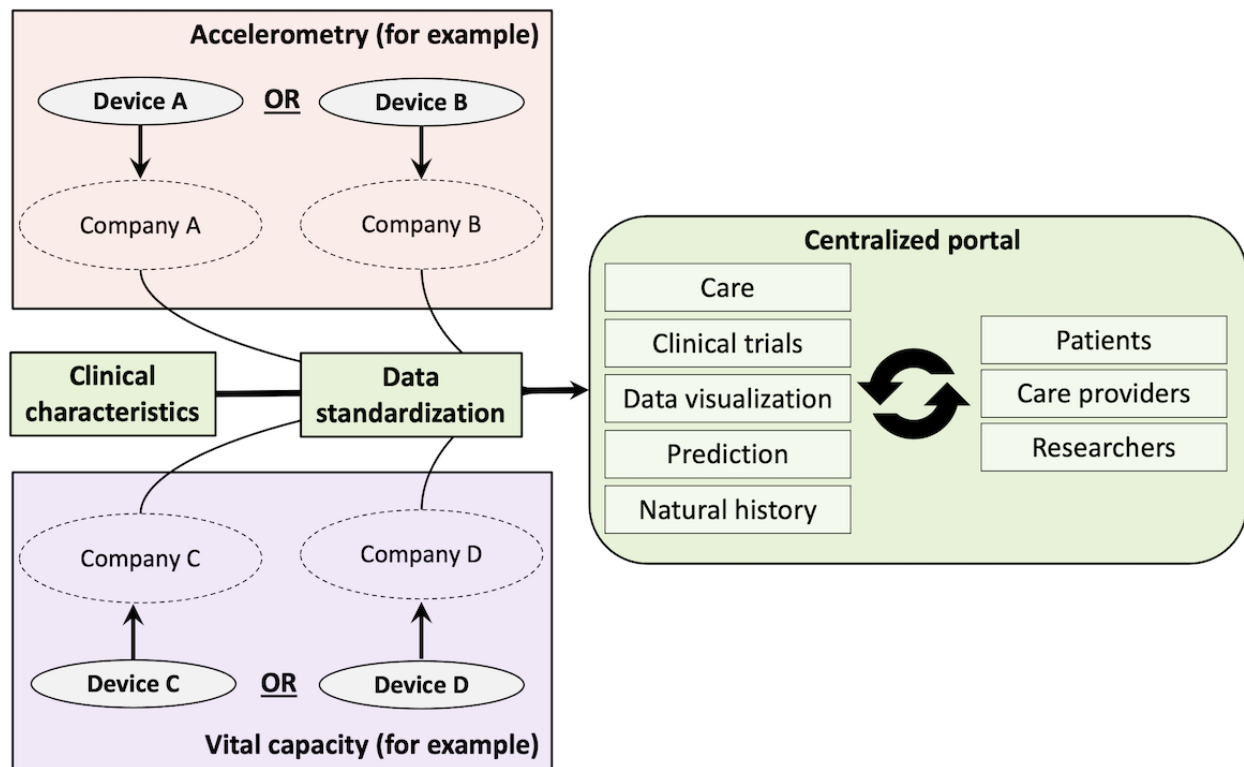 Accelerometry (for example)
Device A
OR
Device B
Company A
Company B
Clinical
characteristics
Data
standardization
Company C
Company D
Device C
OR
Device D
Vital capacity (for example)
Centralized portal
Care
Clinical trials
Data visualization
Prediction
Natural history
Patients
Care providers
Researchers